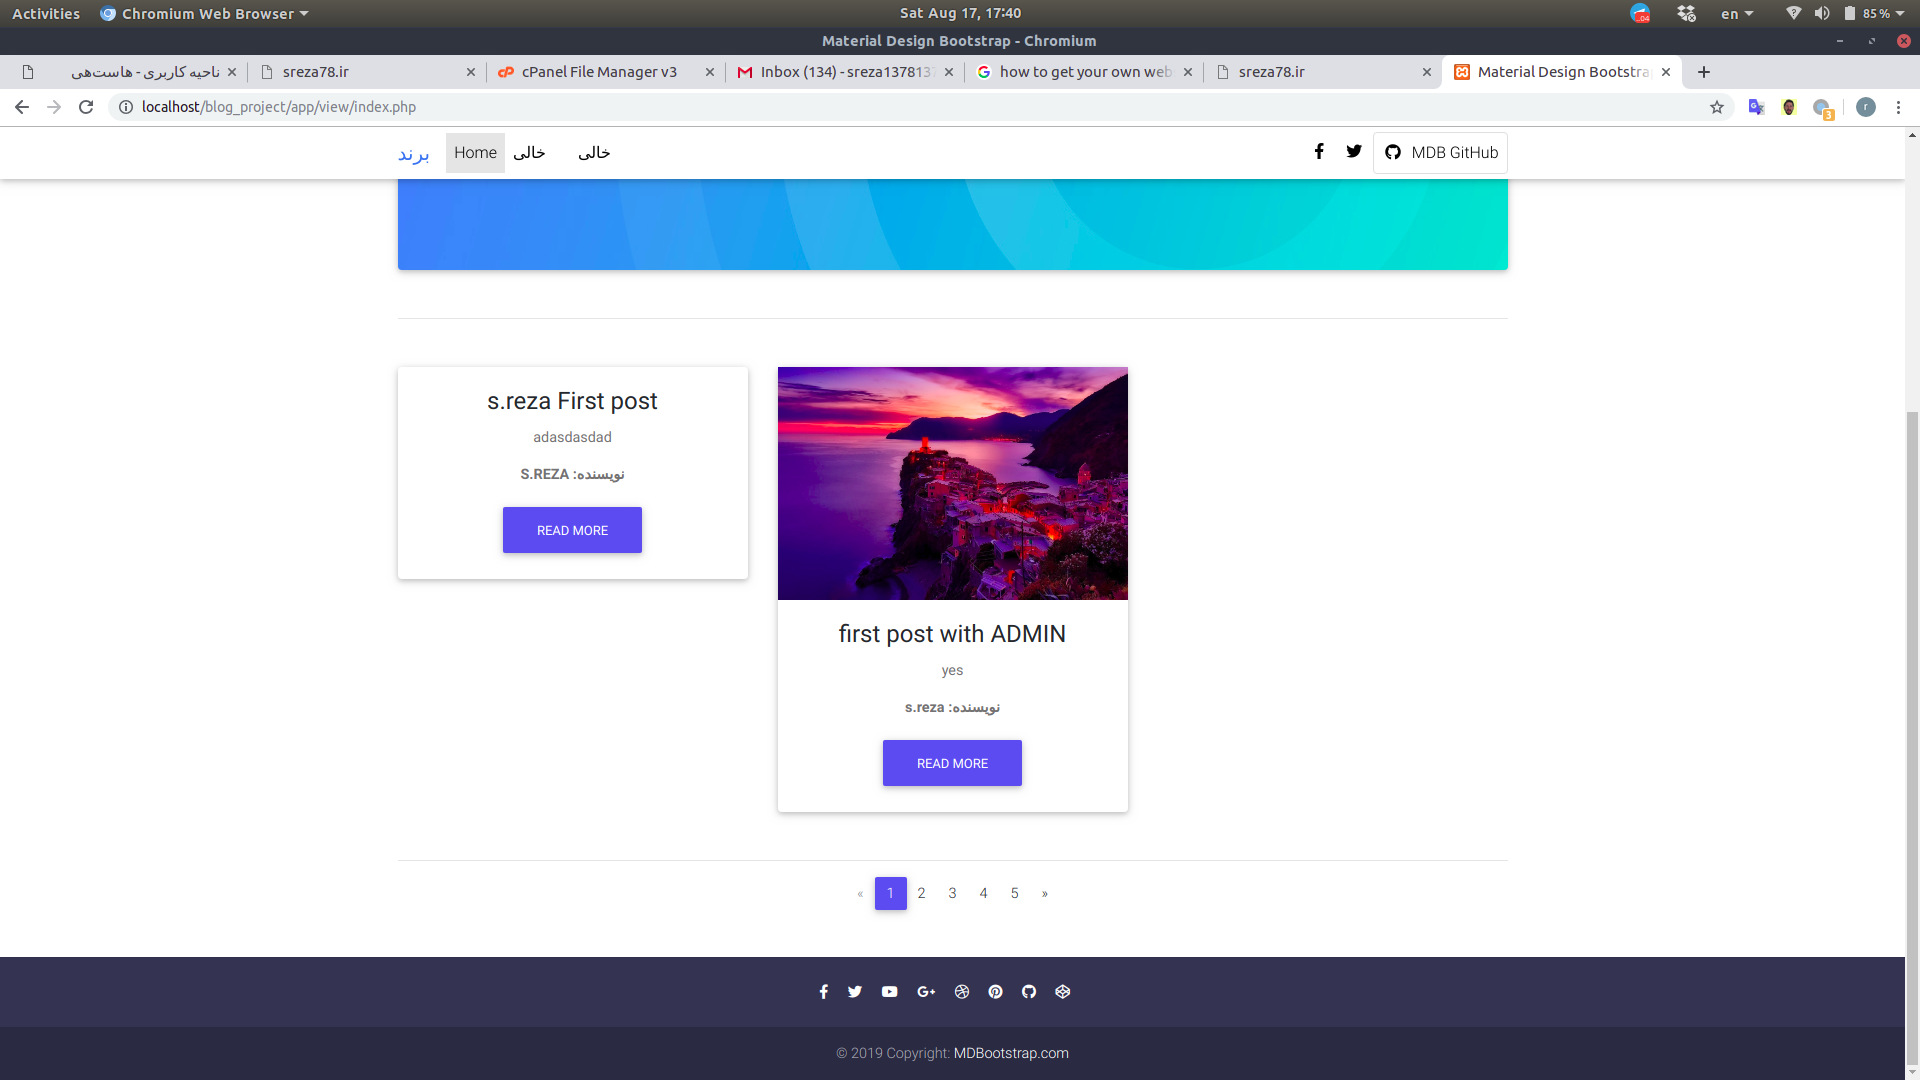 Activities
Chromium Web Browser
Sat Aug 17, 17:40
en
85 %
Material Design Bootstrap - Chromium
ناحیه کاربری - هاست‌هی
sreza78.ir
cPanel File Manager v3
Inbox (134) - sreza137813
how to get your own web
sreza78.ir
Material Design Bootstra
localhost/blog_project/app/view/index.php
3
r
برند
Home
خالی
خالی
MDB GitHub
s.reza First post
adasdasdad
نویسنده: S.REZA
READ MORE
first post with ADMIN
yes
نویسنده: s.reza
READ MORE
« 1 2 3 4 5 »
© 2019 Copyright: MDBootstrap.com